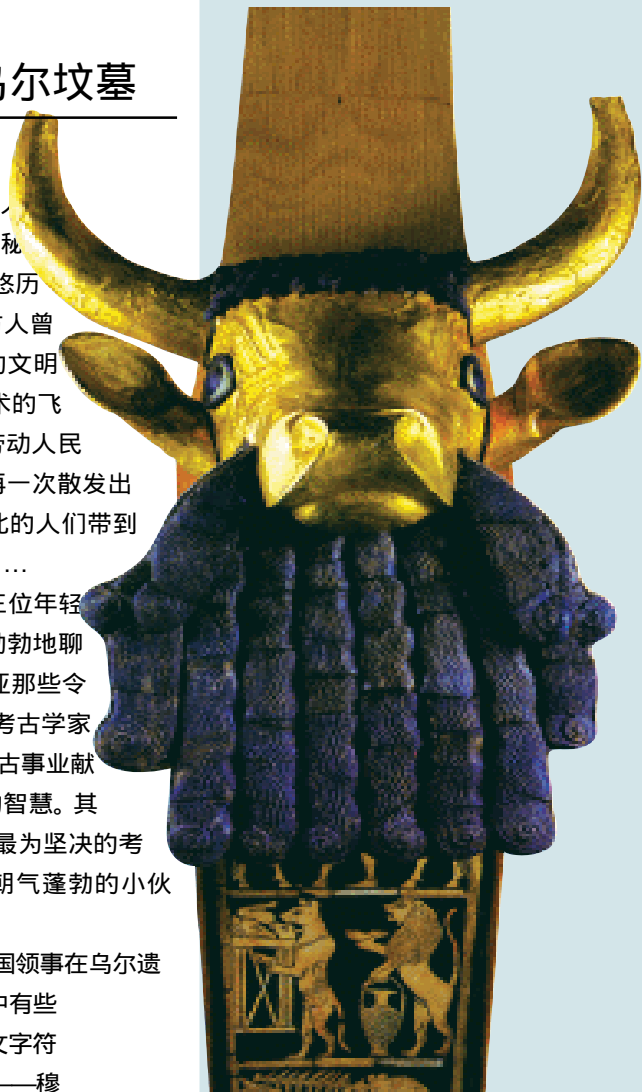 尔坟墓
秘
悠历
人曾
文明
术的飞
劳动人民
再一次散发出
比的人们带到
…
三位年轻
勃勃地聊
亚那些令
考古学家
古事业献
的智慧。其
最为坚决的考
朝气蓬勃的小伙
国领事在乌尔遗
中有些
文字符
——穆